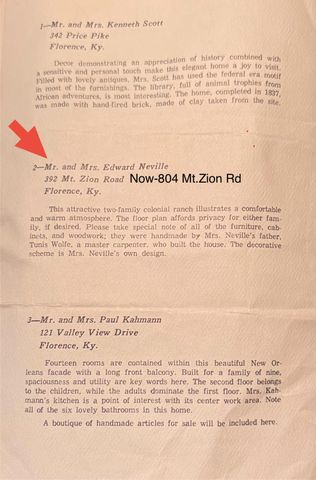 1—Mr. and Mrs. Kenneth Scott
342 Price Pike
Florence, Ky.
Decor demonstrating an appreciation of history combined with
a sensitive and personal touch make this elegant home a joy to visit.
Filled with lovely antiques, Mrs. Scott has used the federal era motif
in most of the furnishings. The library, full of animal trophies from
African adventures, is most interesting. The home, completed in 1837,
was made with hand-fired brick, made of clay taken from the site.
2—Mr. and Mrs. Edward Neville
392 Mt. Zion Road Now-804 Mt.Zion Rd
Florence, Ky.
This attractive two-family colonial ranch illustrates a comfortable
and warm atmosphere. The floor plan affords privacy for either fam-
ily, if desired. Please take special note of all of the furniture, cab-
inets, and woodwork; they were handmade by Mrs. Neville's father,
Tunis Wolfe, a master carpenter, who built the house. The decorative
scheme is Mrs. Neville's own design.
3—Mr. and Mrs. Paul Kahmann
121 Valley View Drive
Florence, Ky.
Fourteen rooms are contained within this beautiful New Or-
leans facade with a long front balcony. Built for a family of nine,
spaciousness and utility are key words here. The second floor belongs
to the children, while the adults dominate the first floor. Mrs. Kah-
mann's kitchen is a point of interest with its center work area. Note
all of the six lovely bathrooms in this home.
A boutique of handmade articles for sale will be included here.